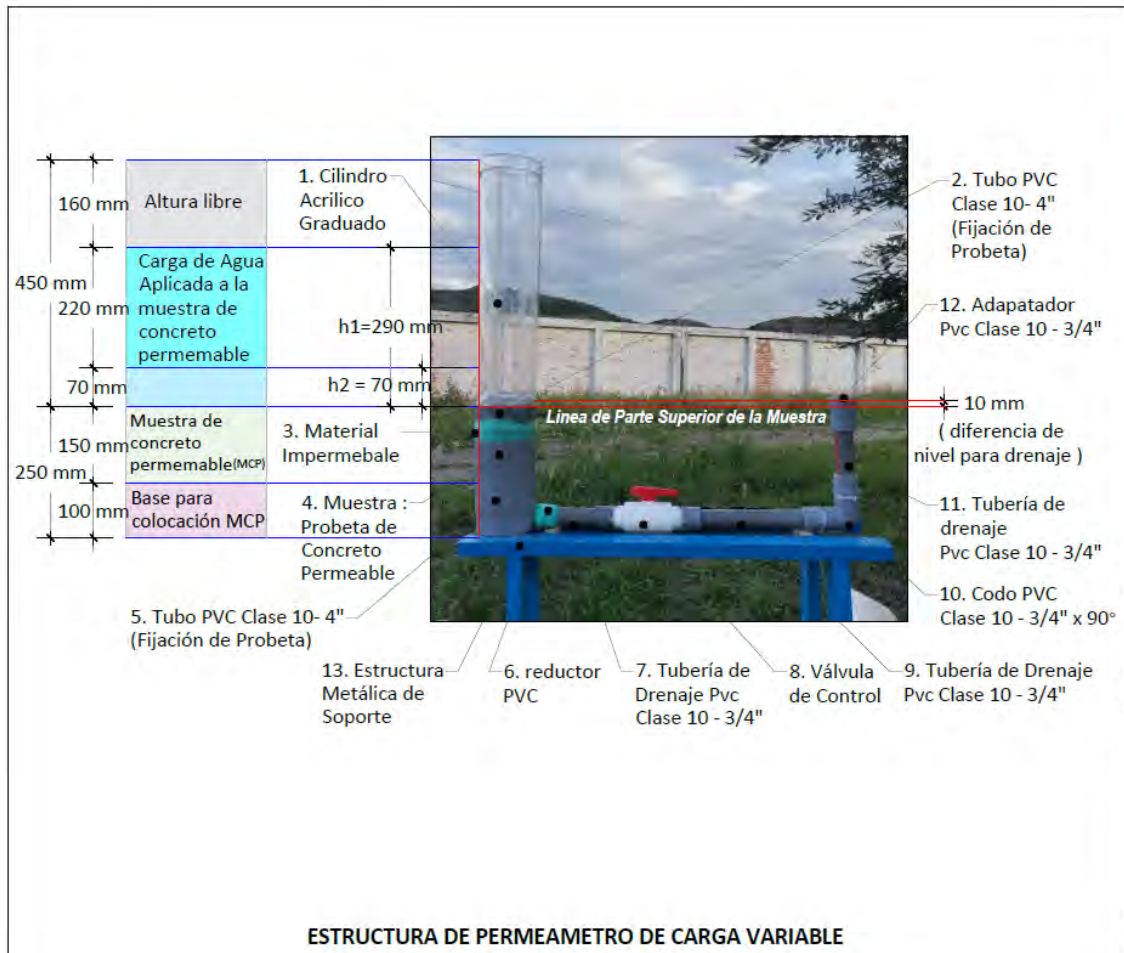 160 mm
450 mm
220 mm
70 mm
150 mm
250 mm
100 mm
Altura libre
Carga de Agua
Aplicada a la
muestra de
concreto
permemable
Muestra de
concreto
permemable(MCP)
Base para
colocación MCP
1. Cilindro
Acrilico
Graduado
h1=290 mm
h2 = 70 mm
3. Material
Impermebale
4. Muestra :
Probeta de
Concreto
Permeable
5. Tubo PVC Clase 10- 4"
(Fijación de Probeta)
Linea de Parte Superior de la Muestra
2. Tubo PVC
Clase 10- 4"
(Fijación de
Probeta)
12. Adapatador
Pvc Clase 10 - 3/4"
10 mm
( diferencia de
nivel para drenaje )
11. Tubería de
drenaje
Pvc Clase 10 - 3/4"
10. Codo PVC
Clase 10 - 3/4" x 90°
13. Estructura
Metálica de
Soporte
6. reductor
PVC
7. Tubería de
Drenaje Pvc
Clase 10 - 3/4"
8. Válvula
de Control
9. Tubería de Drenaje
Pvc Clase 10 - 3/4"
ESTRUCTURA DE PERMEAMETRO DE CARGA VARIABLE